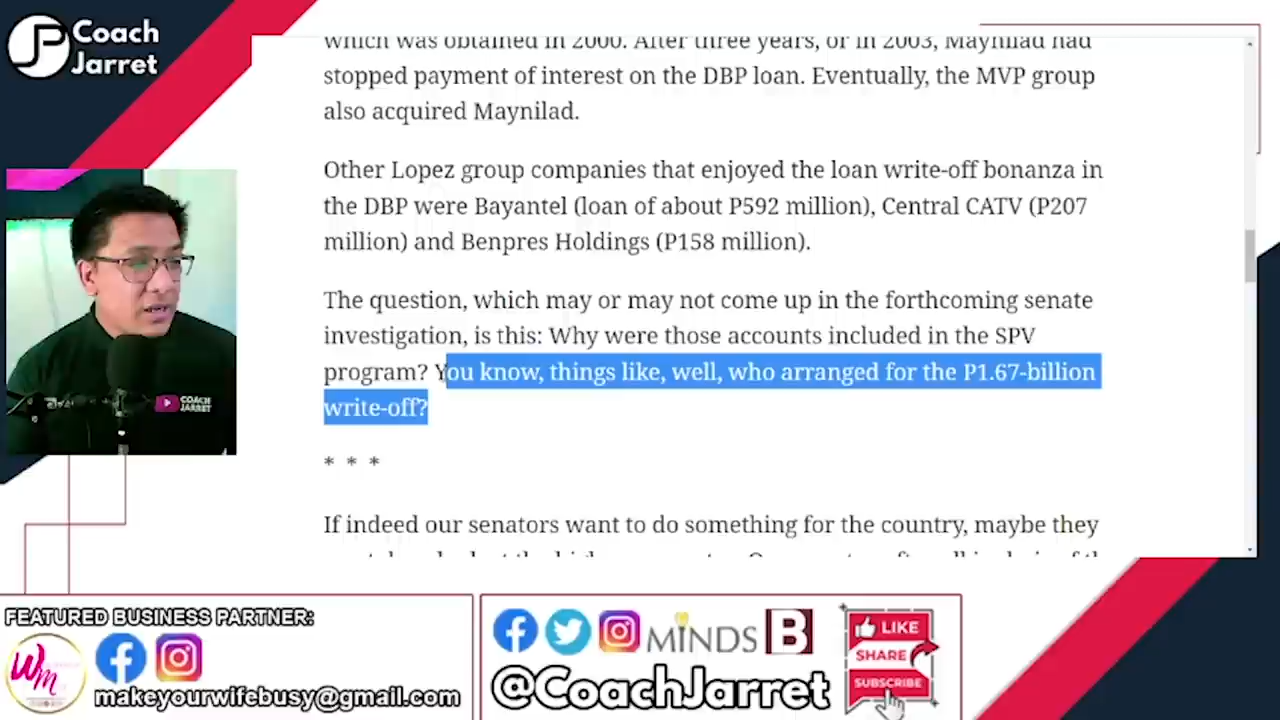 Coach
Jarret
which was obtained in 2000. After three years, or in 2003, Maynilad had
stopped payment of interest on the DBP loan. Eventually, the MVP group
also acquired Maynilad.
Other Lopez group companies that enjoyed the loan write-off bonanza in
the DBP were Bayantel (loan of about P592 million), Central CATV (P207
million) and Benpres Holdings (P158 million).
The question, which may or may not come up in the forthcoming senate
investigation, is this: Why were those accounts included in the SPV
program? You know, things like, well, who arranged for the P1.67-billion
write-off?
* * *
If indeed our senators want to do something for the country, maybe they
COACH
JARRET
FEATURED BUSINESS PARTNER:
WM
makeyourwifebusy@gmail.com
MINDS
B
@CoachJarret
LIKE
SHARE
SUBSCRIBE